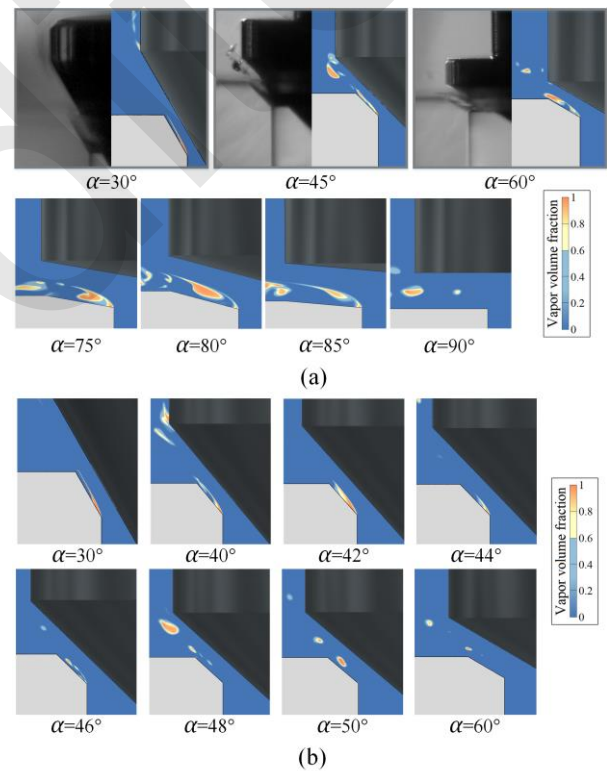 α=30°
α=45°
α=60°
Vapor volume fraction
1
0.8
0.6
0.4
0.2
0
α=75°
α=80°
α=85°
α=90°
(a)
α=30°
α=40°
α=42°
α=44°
Vapor volume fraction
1
0.8
0.6
0.4
0.2
0
α=46°
α=48°
α=50°
α=60°
(b)